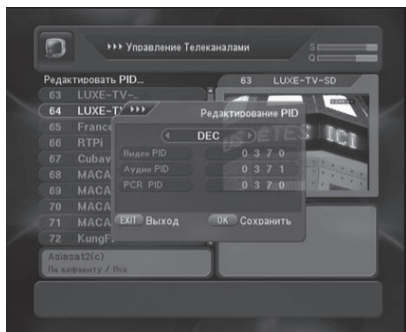 ▸▸▸ Управление Телеканалами
S
Q
Редактировать PID...
63 LUXE-TV-SD
63 LUXE-TV-
64 LUXE-T
65 France
66 RTPi
67 Cubav
68 MACA
69 MACA
70 MACA
71 MACA
72 KungF
▸▸▸ Редактирование PID
DEC
Видео PID 0 3 7 0
Аудио PID 0 3 7 1
PCR PID 0 3 7 0
EXIT Выход
OK Сохранить
ICI
Asiasat2(c)
По алфавиту / Все